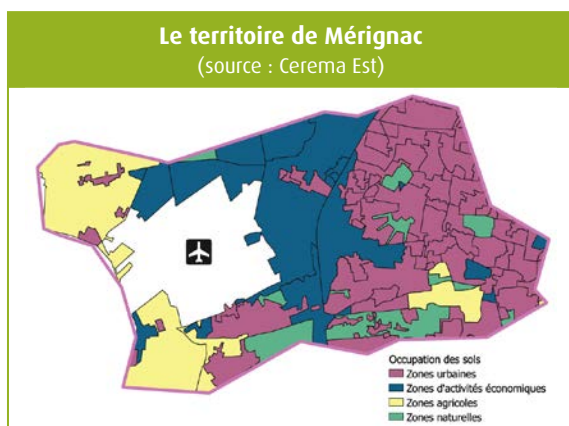 Le territoire de Mérignac
(source : Cerema Est)
Occupation des sols
Zones urbaines
Zones d'activités économiques
Zones agricoles
Zones naturelles